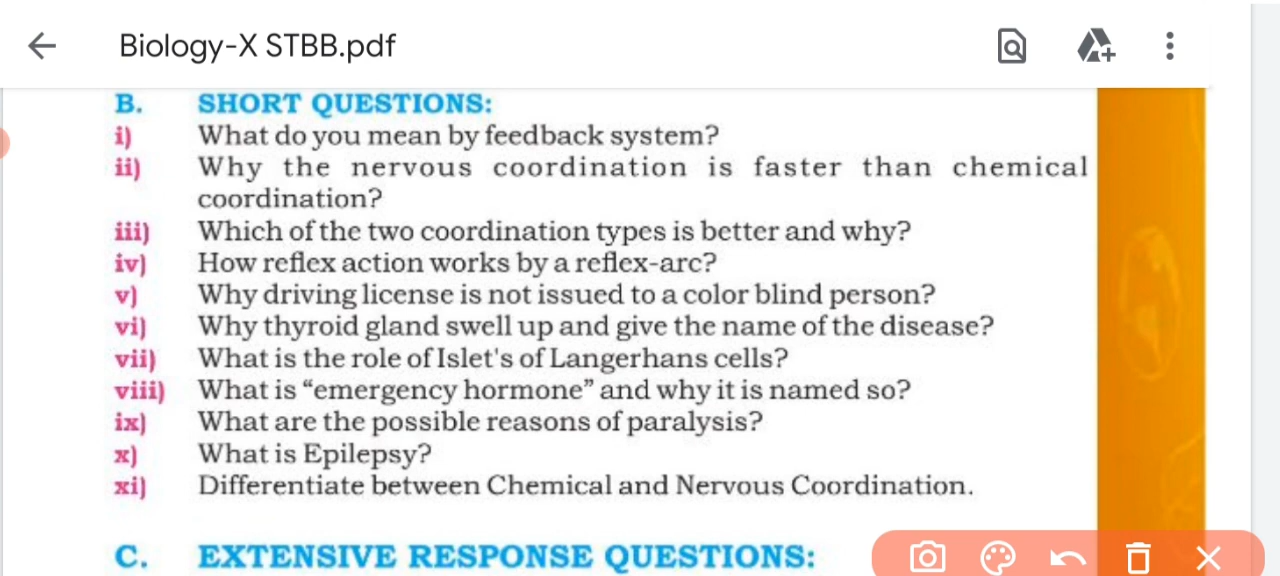 Biology-X STBB.pdf
B. SHORT QUESTIONS:
i) What do you mean by feedback system?
ii) Why the nervous coordination is faster than chemical
coordination?
iii) Which of the two coordination types is better and why?
iv) How reflex action works by a reflex-arc?
v) Why driving license is not issued to a color blind person?
vi) Why thyroid gland swell up and give the name of the disease?
vii) What is the role of Islet's of Langerhans cells?
viii) What is “emergency hormone” and why it is named so?
ix) What are the possible reasons of paralysis?
x) What is Epilepsy?
xi) Differentiate between Chemical and Nervous Coordination.
C. EXTENSIVE RESPONSE QUESTIONS: